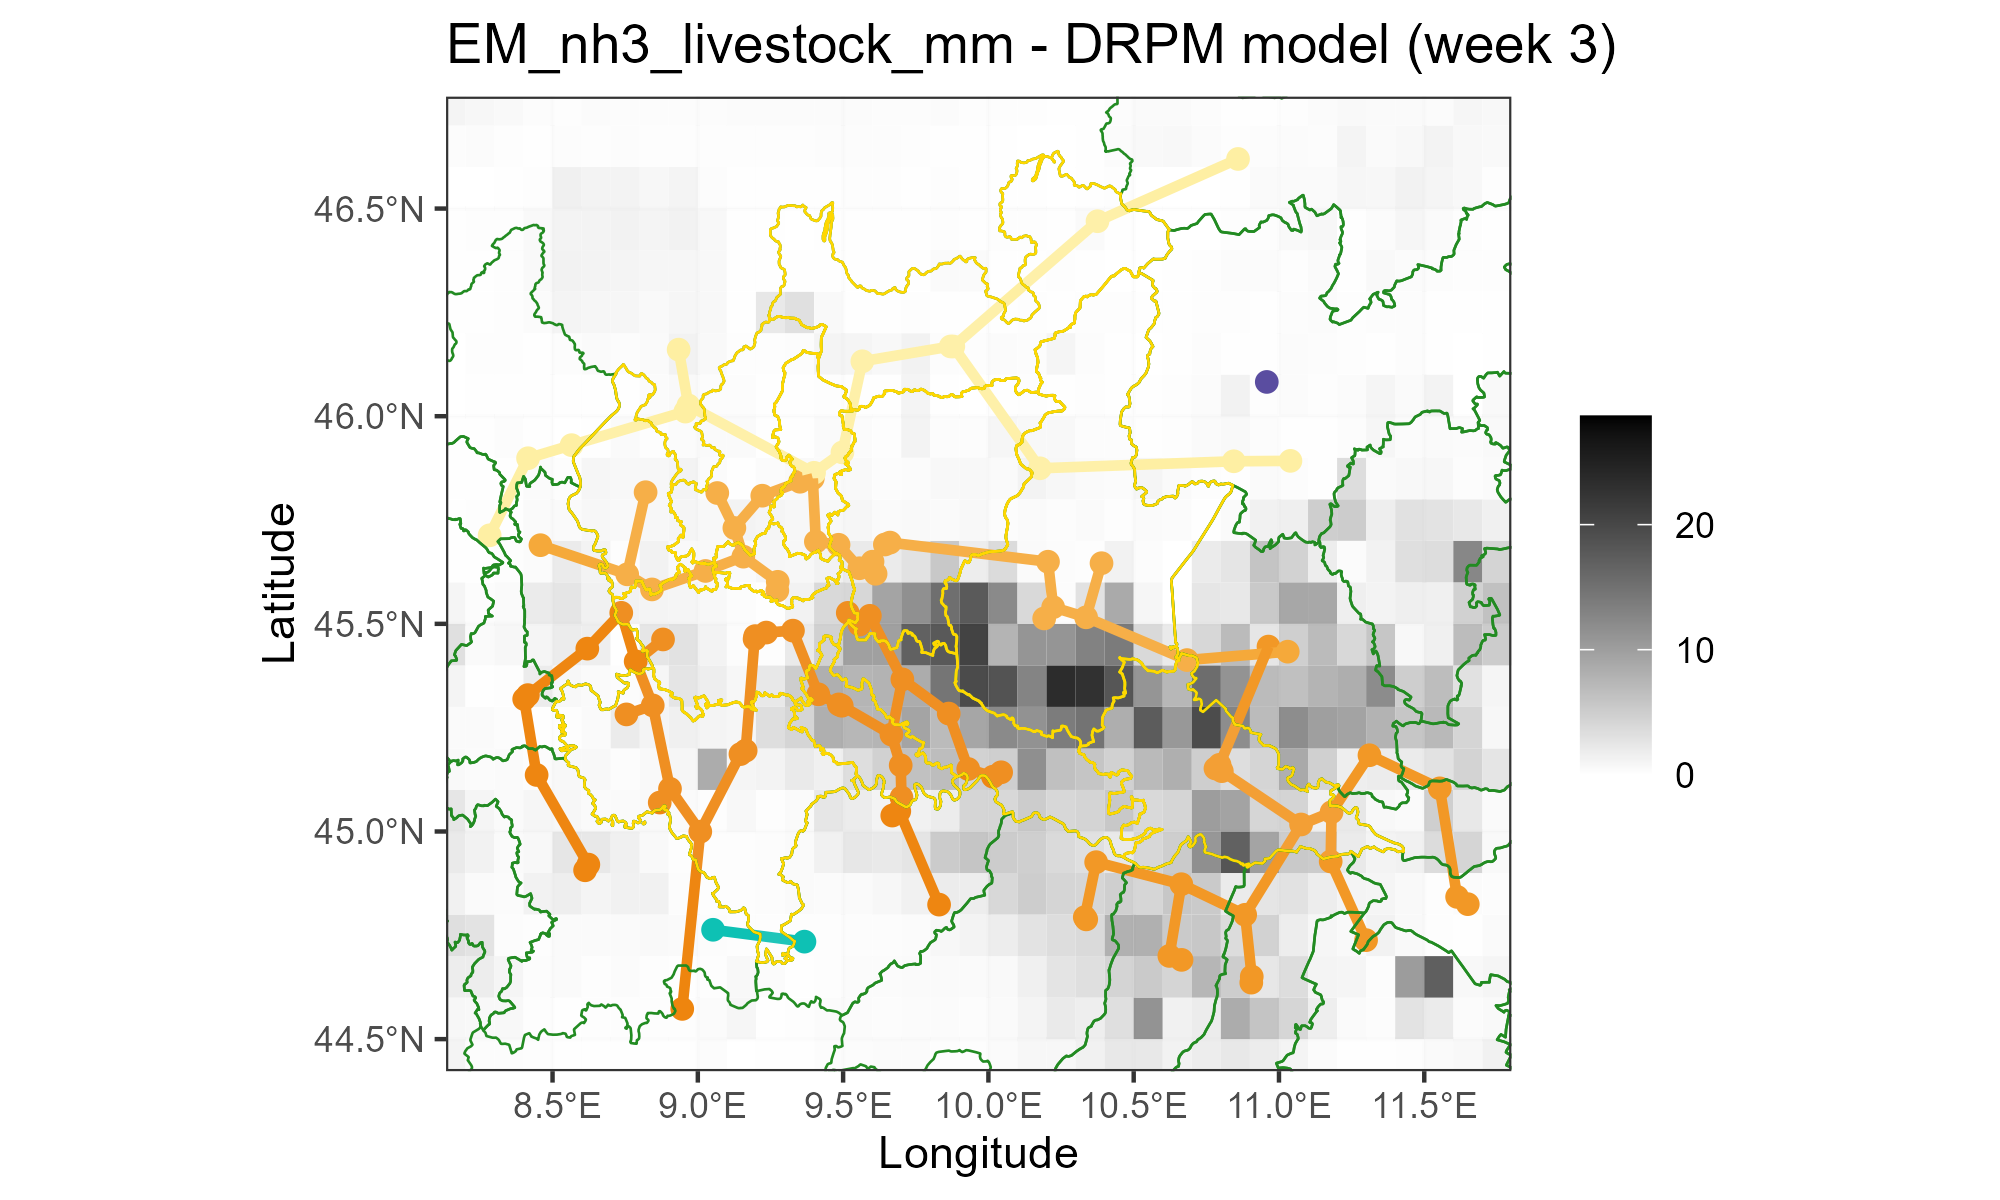 EM_nh3_livestock_mm - DRPM model (week 3)
46.5°N
46.0°N
45.5°N
45.0°N
44.5°N
Latitude
20
10
0
8.5°E
9.0°E
9.5°E
10.0°E
10.5°E
11.0°E
11.5°E
Longitude